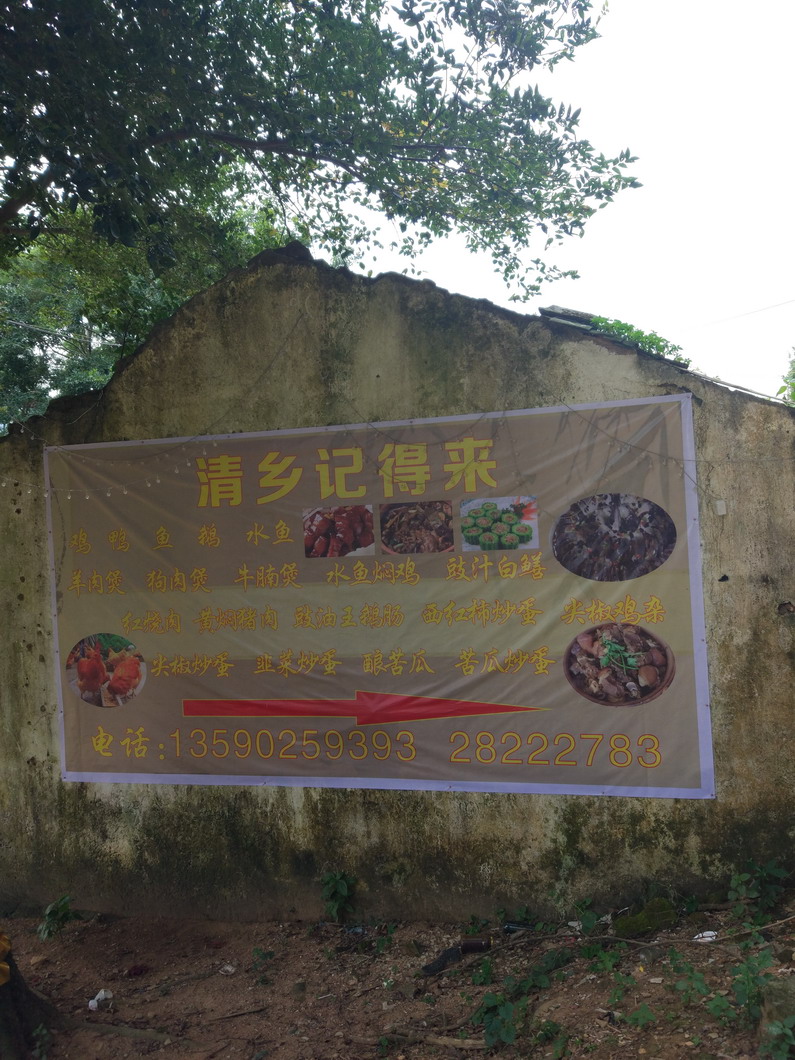 清乡记得来
鸡 鸭 鱼 鹅 水鱼
羊肉煲 狗肉煲 牛腩煲 水鱼焖鸡 豉汁白鳝
红烧肉 黄焖猪肉 豉油王鹅肠 西红柿炒蛋 尖椒鸡杂
尖椒炒蛋 韭菜炒蛋 酿苦瓜 苦瓜炒蛋
电话:13590259393 28222783